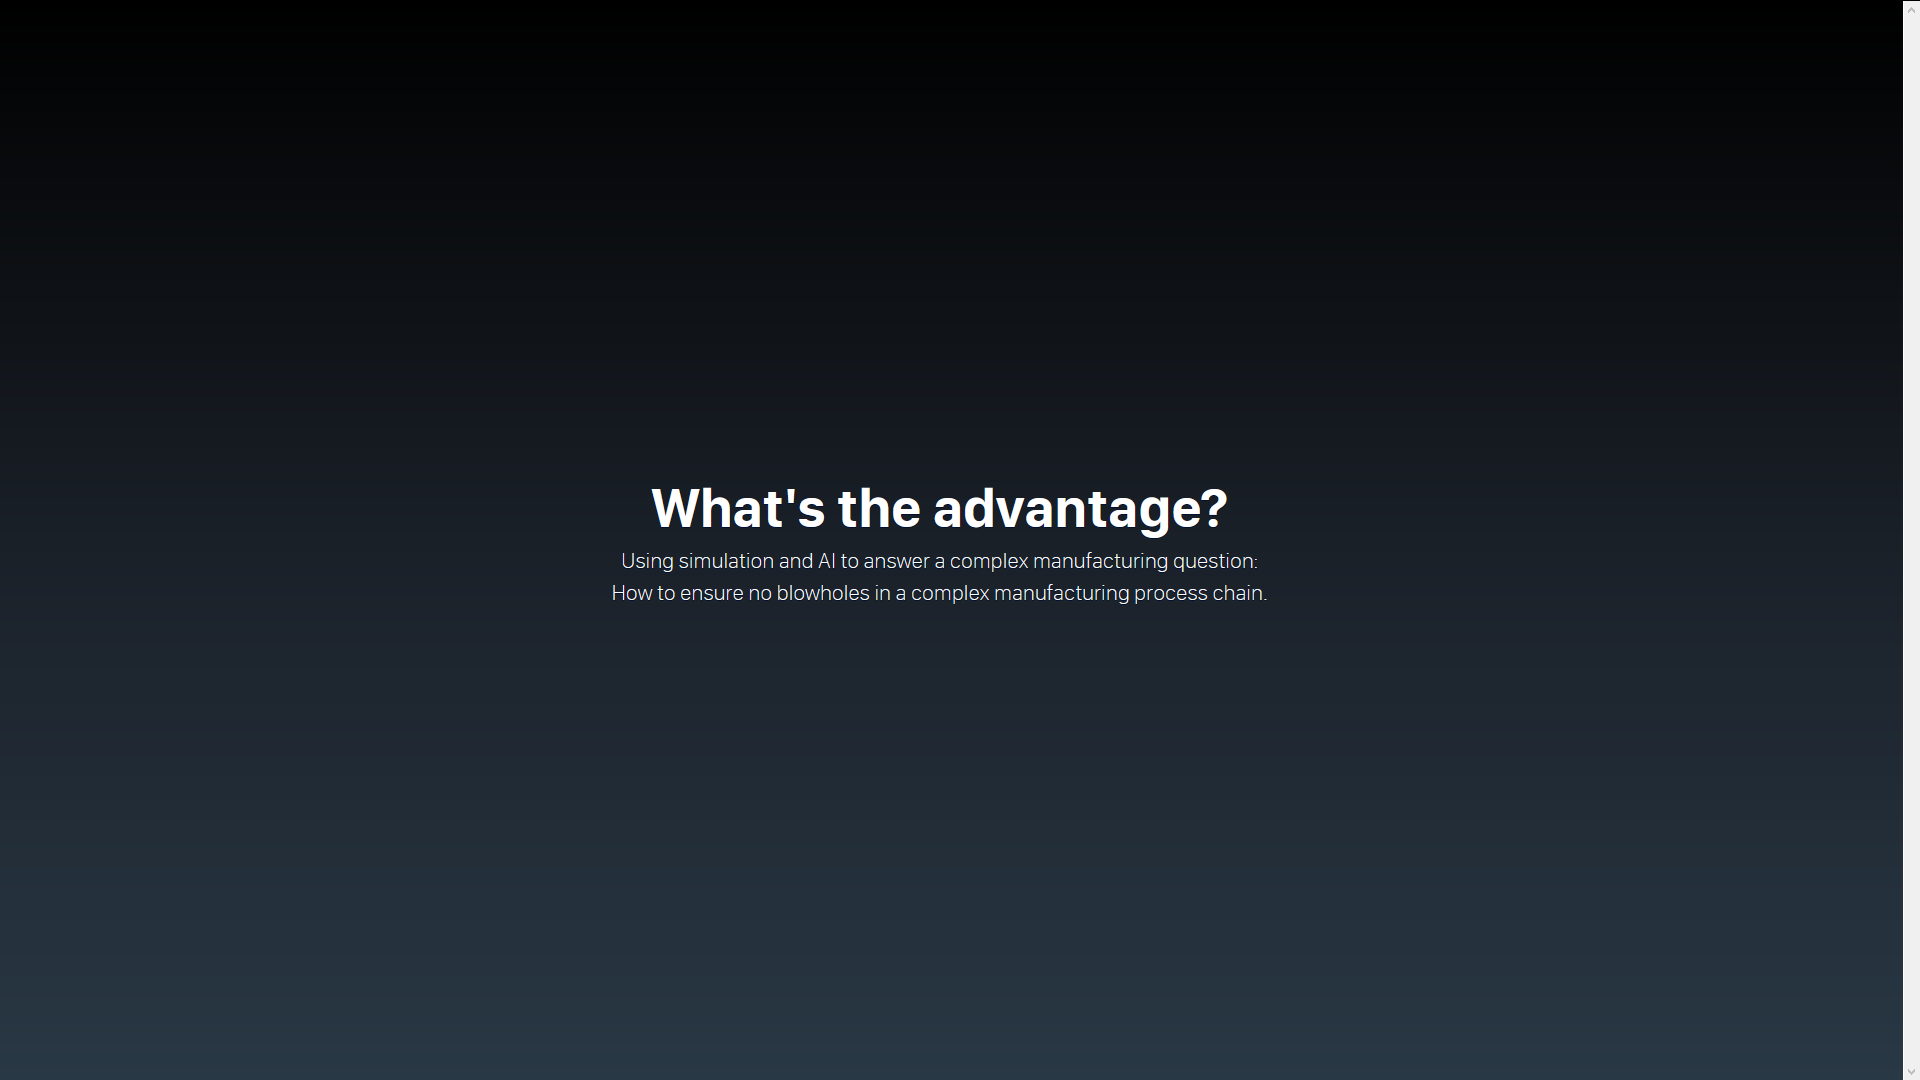 What's the advantage?
Using simulation and AI to answer a complex manufacturing question:
How to ensure no blowholes in a complex manufacturing process chain.